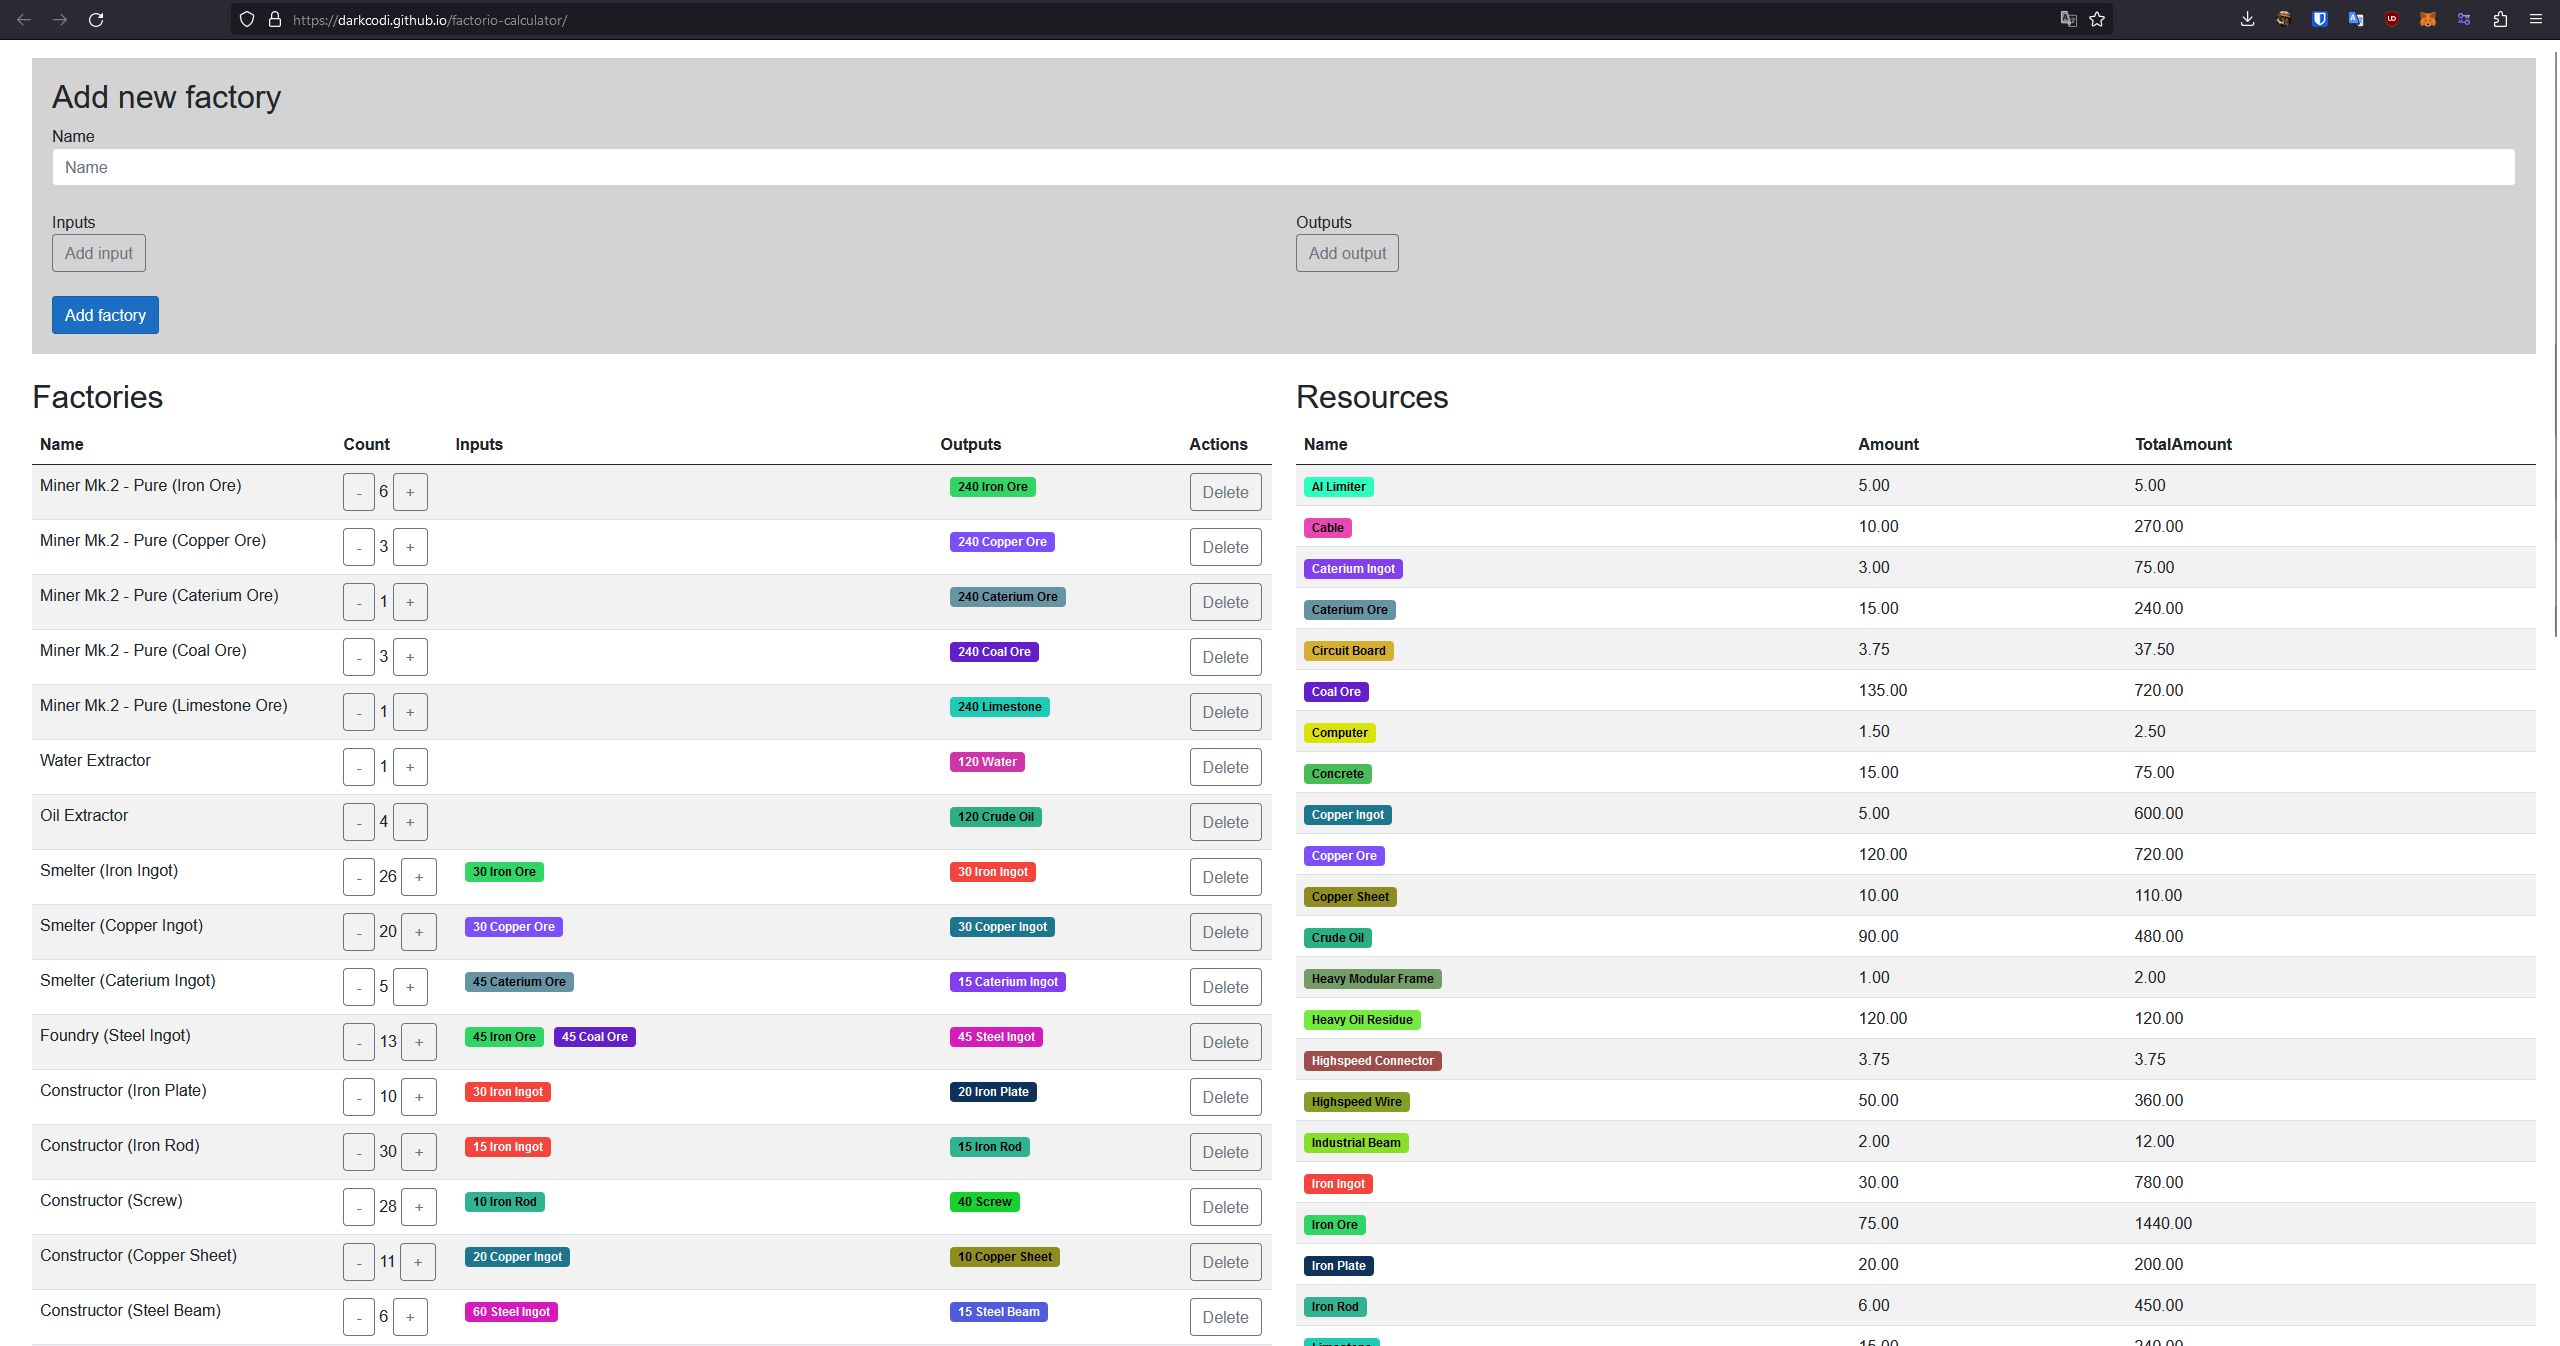 https://darkcodi.github.io/factorio-calculator/
Add new factory
Name
Name
Inputs
Outputs
Add input
Add output
Add factory
Factories
Name Count Inputs Outputs Actions
Miner Mk.2 - Pure (Iron Ore) - 6 + 240 Iron Ore Delete
Miner Mk.2 - Pure (Copper Ore) - 3 + 240 Copper Ore Delete
Miner Mk.2 - Pure (Caterium Ore) - 1 + 240 Caterium Ore Delete
Miner Mk.2 - Pure (Coal Ore) - 3 + 240 Coal Ore Delete
Miner Mk.2 - Pure (Limestone Ore) - 1 + 240 Limestone Delete
Water Extractor - 1 + 120 Water Delete
Oil Extractor - 4 + 120 Crude Oil Delete
Smelter (Iron Ingot) - 26 + 30 Iron Ore 30 Iron Ingot Delete
Smelter (Copper Ingot) - 20 + 30 Copper Ore 30 Copper Ingot Delete
Smelter (Caterium Ingot) - 5 + 45 Caterium Ore 15 Caterium Ingot Delete
Foundry (Steel Ingot) - 13 + 45 Iron Ore 45 Coal Ore 45 Steel Ingot Delete
Constructor (Iron Plate) - 10 + 30 Iron Ingot 20 Iron Plate Delete
Constructor (Iron Rod) - 30 + 15 Iron Ingot 15 Iron Rod Delete
Constructor (Screw) - 28 + 10 Iron Rod 40 Screw Delete
Constructor (Copper Sheet) - 11 + 20 Copper Ingot 10 Copper Sheet Delete
Constructor (Steel Beam) - 6 + 60 Steel Ingot 15 Steel Beam Delete
Resources
Name Amount TotalAmount
AI Limiter 5.00 5.00
Cable 10.00 270.00
Caterium Ingot 3.00 75.00
Caterium Ore 15.00 240.00
Circuit Board 3.75 37.50
Coal Ore 135.00 720.00
Computer 1.50 2.50
Concrete 15.00 75.00
Copper Ingot 5.00 600.00
Copper Ore 120.00 720.00
Copper Sheet 10.00 110.00
Crude Oil 90.00 480.00
Heavy Modular Frame 1.00 2.00
Heavy Oil Residue 120.00 120.00
Highspeed Connector 3.75 3.75
Highspeed Wire 50.00 360.00
Industrial Beam 2.00 12.00
Iron Ingot 30.00 780.00
Iron Ore 75.00 1440.00
Iron Plate 20.00 200.00
Iron Rod 6.00 450.00
Limestone 15.00 240.00